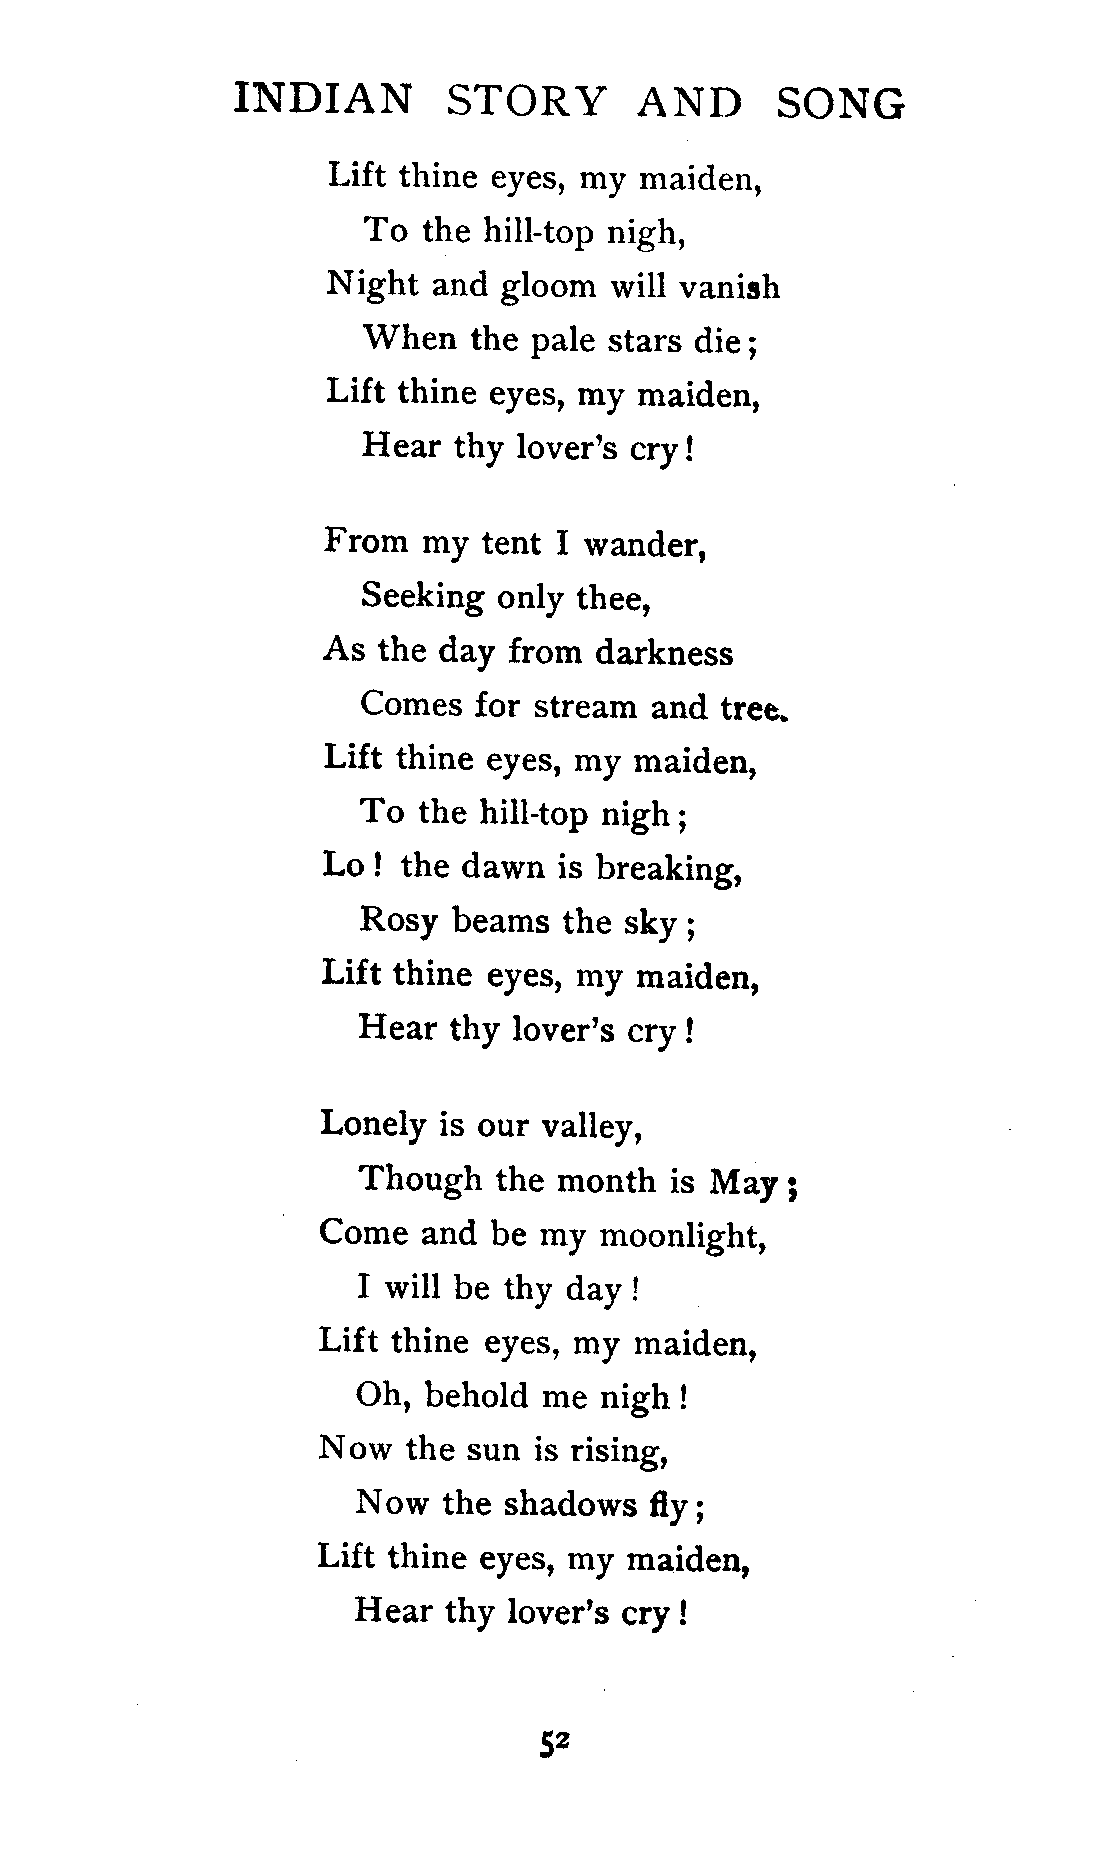 INDIAN STORY AND SONG
Lift thine eyes, my maiden,
To the hill-top nigh,
Night and gloom will vanish
When the pale stars die;
Lift thine eyes, my maiden,
Hear thy lover's cry!
From my tent I wander,
Seeking only thee,
As the day from darkness
Comes for stream and tree.
Lift thine eyes, my maiden,
To the hill-top nigh;
Lo! the dawn is breaking,
Rosy beams the sky;
Lift thine eyes, my maiden,
Hear thy lover's cry!
Lonely is our valley,
Though the month is May;
Come and be my moonlight,
I will be thy day!
Lift thine eyes, my maiden,
Oh, behold me nigh!
Now the sun is rising,
Now the shadows fly;
Lift thine eyes, my maiden,
Hear thy lover's cry!
52